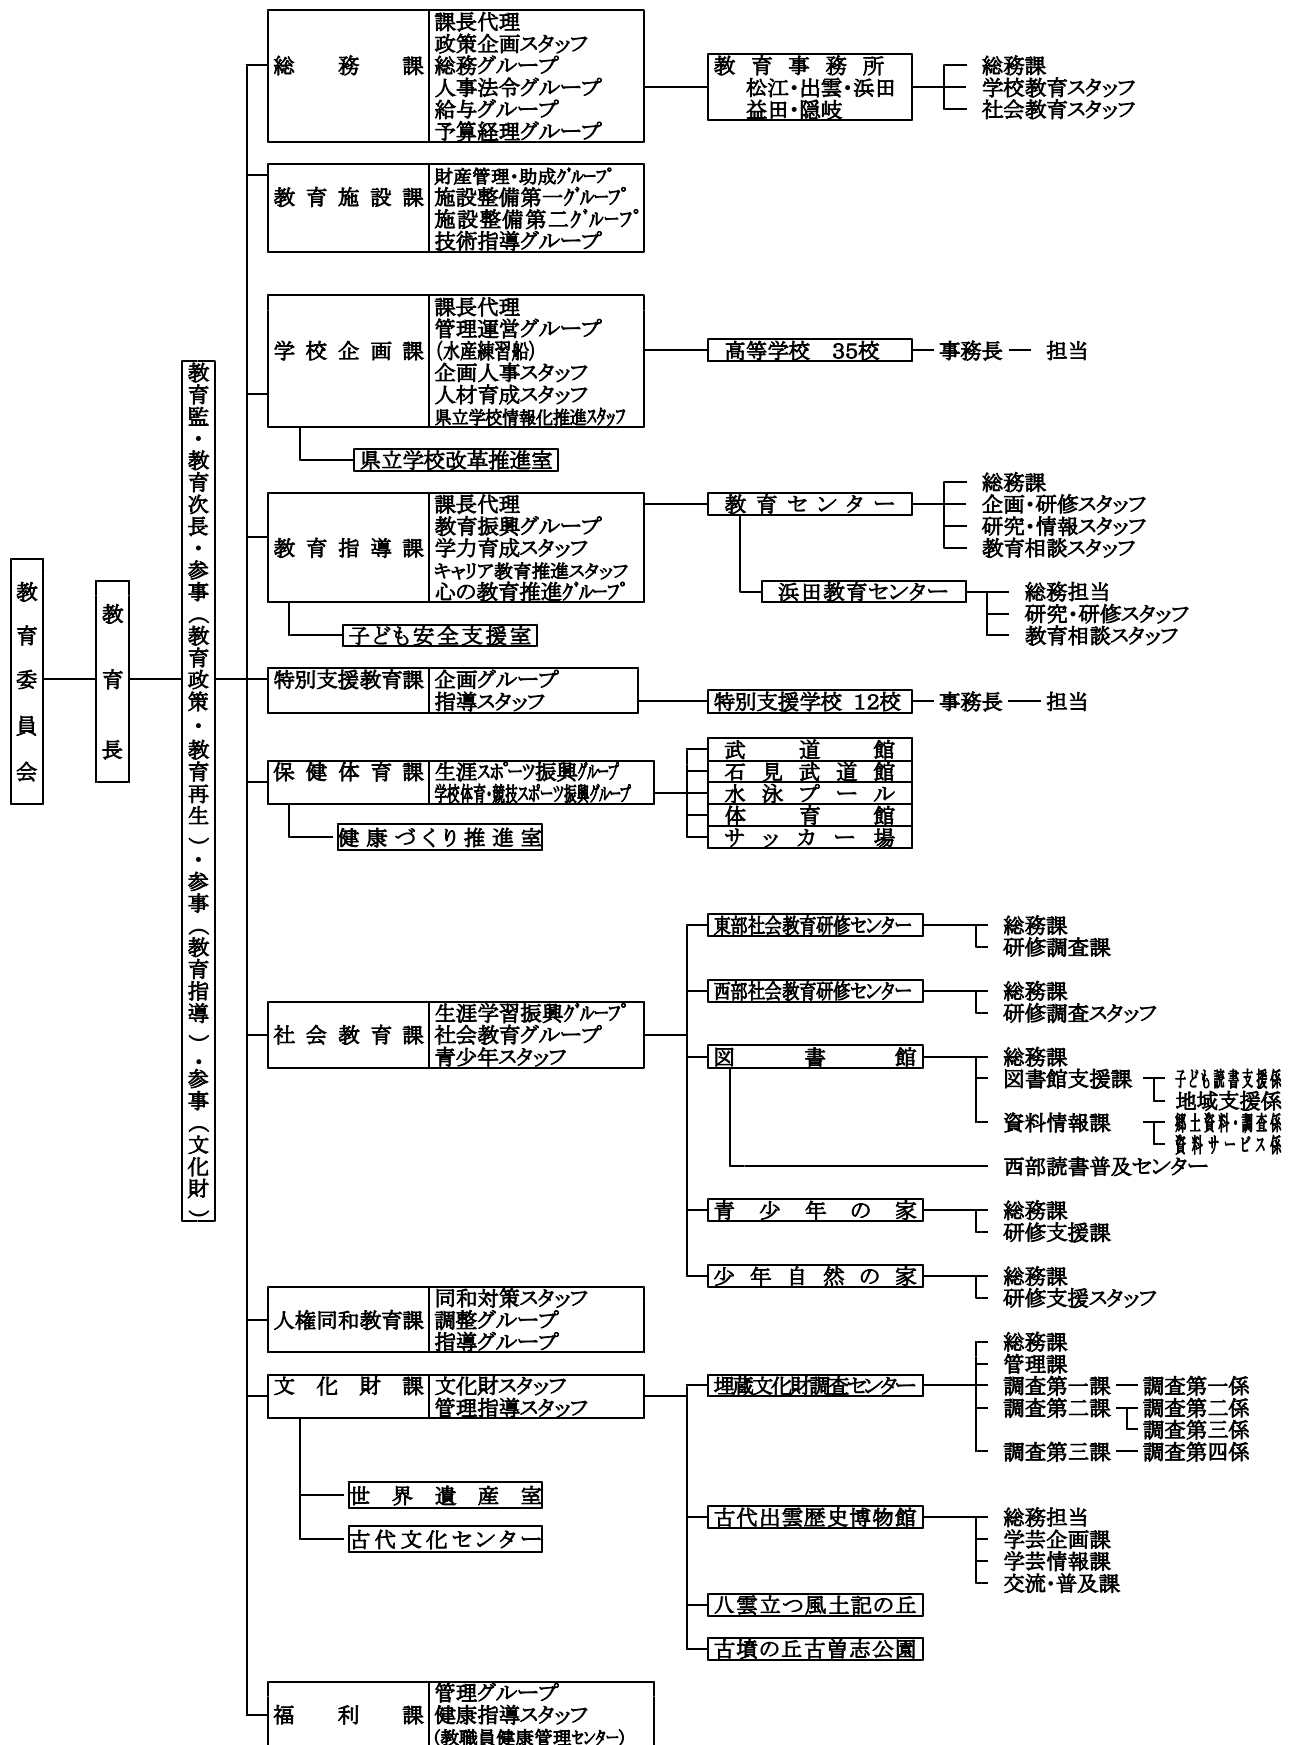 教育委員会
教育長
教育監・教育次長・参事（教育政策・教育再生）・参事（教育指導）・参事（文化財）
総務課
課長代理
政策企画スタッフ
総務グループ
人事法令グループ
給与グループ
予算経理グループ
教育事務所
松江・出雲・浜田
益田・隠岐
総務課
学校教育スタッフ
社会教育スタッフ
教育施設課
財産管理・助成グループ
施設整備第一グループ
施設整備第二グループ
技術指導グループ
学校企画課
課長代理
管理運営グループ
(水産練習船)
企画人事スタッフ
人材育成スタッフ
県立学校情報化推進スタッフ
高等学校 35校
事務長
担当
県立学校改革推進室
教育指導課
課長代理
教育振興グループ
学力育成スタッフ
キャリア教育推進スタッフ
心の教育推進グループ
教育センター
総務課
企画・研修スタッフ
研究・情報スタッフ
教育相談スタッフ
浜田教育センター
総務担当
研究・研修スタッフ
教育相談スタッフ
子ども安全支援室
特別支援教育課
企画グループ
指導スタッフ
特別支援学校 12校
事務長
担当
保健体育課
生涯スポーツ振興グループ
学校体育・競技スポーツ振興グループ
武道館
石見武道館
水泳プール
体育館
サッカー場
健康づくり推進室
社会教育課
生涯学習振興グループ
社会教育グループ
青少年スタッフ
東部社会教育研修センター
総務課
研修調査課
西部社会教育研修センター
総務課
研修調査スタッフ
図書館
総務課
図書館支援課
子ども読書支援係
地域支援係
資料情報課
郷土資料・調査係
資料サービス係
西部読書普及センター
青少年の家
総務課
研修支援課
少年自然の家
総務課
研修支援スタッフ
人権同和教育課
同和対策スタッフ
調整グループ
指導グループ
文化財課
文化財スタッフ
管理指導スタッフ
埋蔵文化財調査センター
総務課
管理課
調査第一課
調査第一係
調査第二課
調査第二係
調査第三係
調査第三課
調査第四係
世界遺産室
古代文化センター
古代出雲歴史博物館
総務担当
学芸企画課
学芸情報課
交流・普及課
八雲立つ風土記の丘
古墳の丘古曽志公園
福利課
管理グループ
健康指導スタッフ
(教職員健康管理センター)